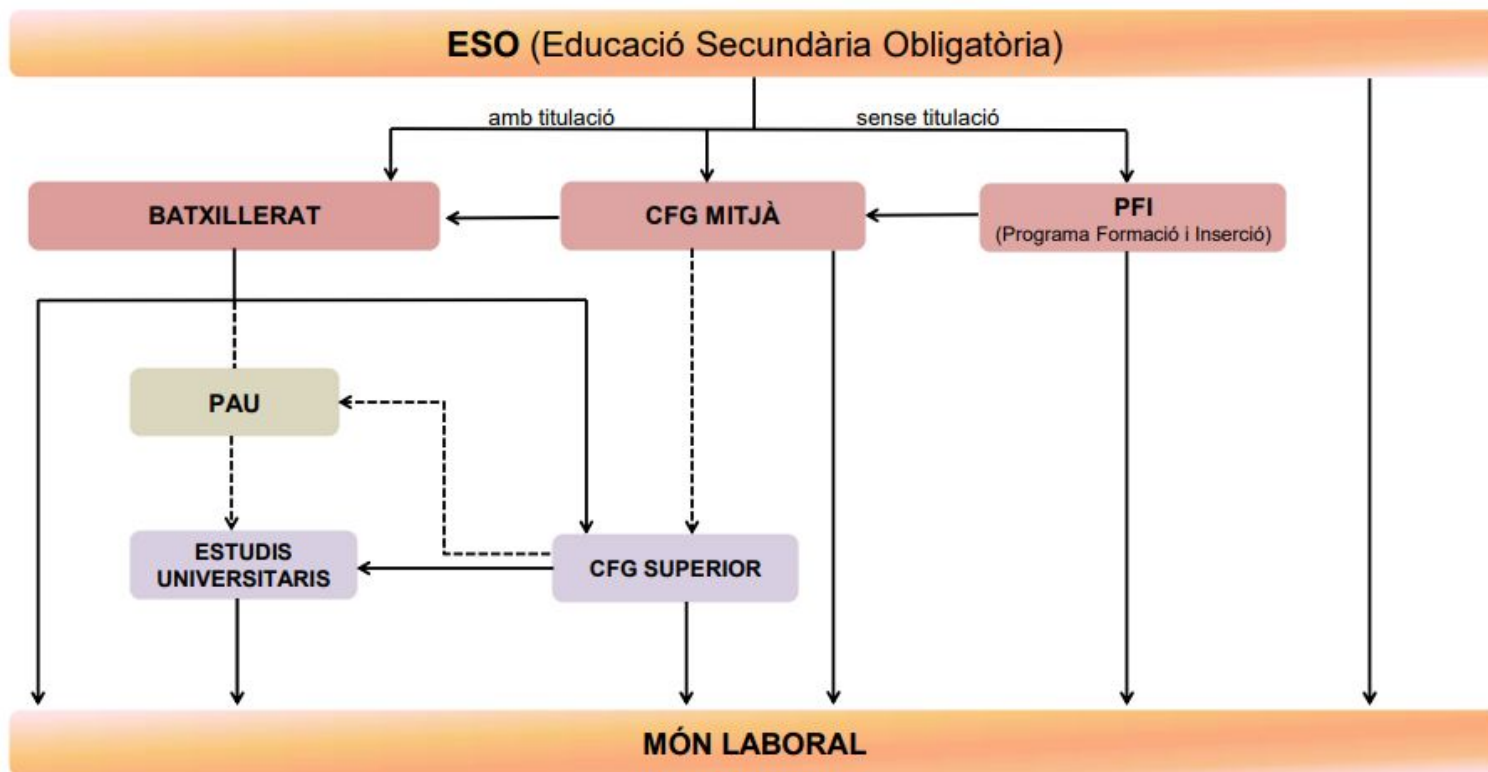 ESO (Educació Secundària Obligatòria)
amb titulació
sense titulació
BATXILLERAT
CFG MITJÀ
PFI
(Programa Formació i Inserció)
PAU
ESTUDIS
UNIVERSITARIS
CFG SUPERIOR
MÓN LABORAL